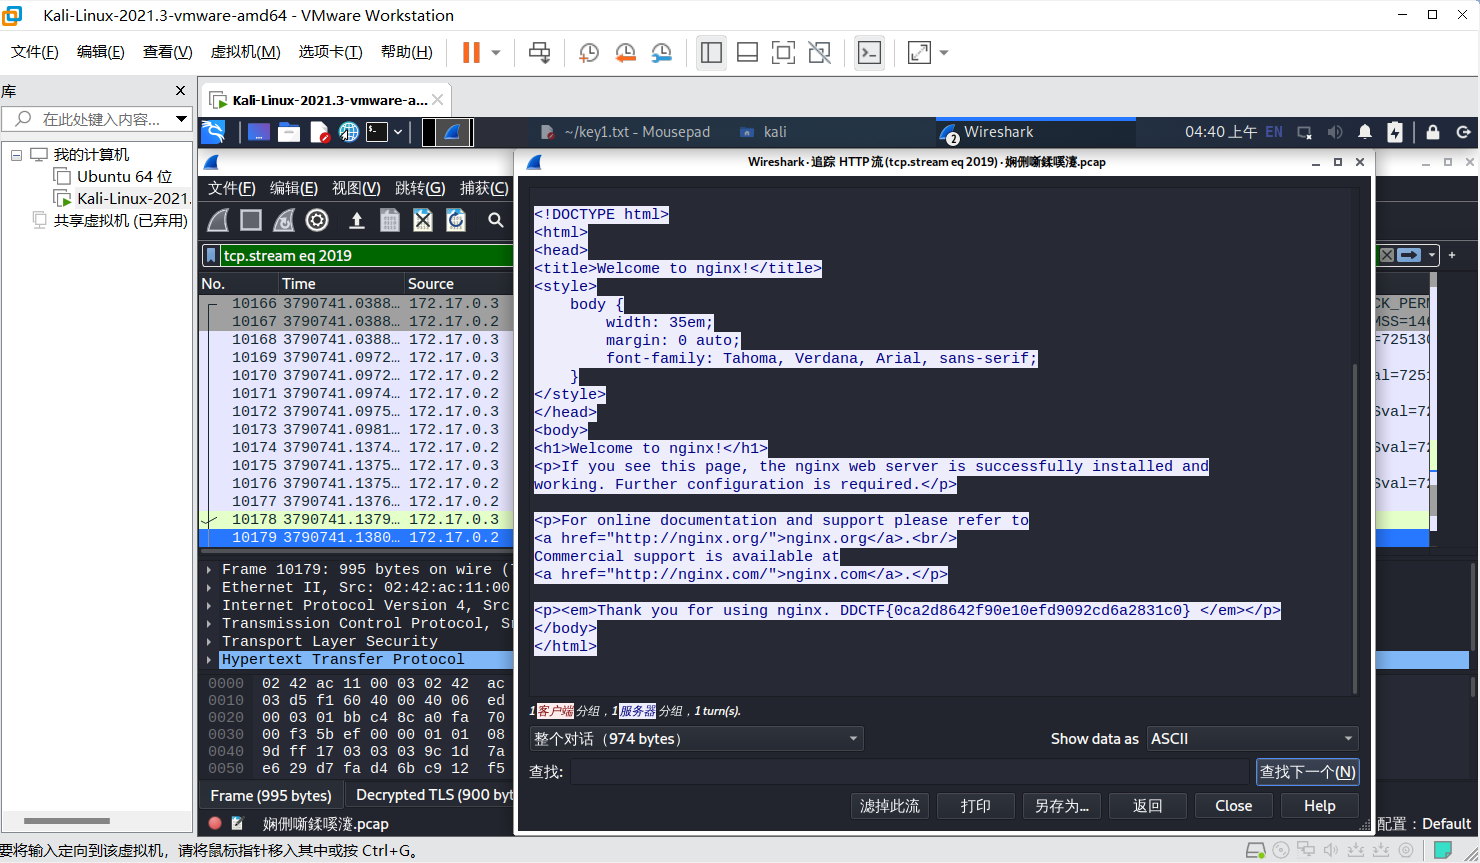 Kali-Linux-2021.3-vmware-amd64 - VMware Workstation
文件(F) 编辑(E) 查看(V) 虚拟机(M) 选项卡(T) 帮助(H)
库
在此处键入内容...
我的计算机
Ubuntu 64 位
Kali-Linux-2021.
共享虚拟机 (已弃用)
Kali-Linux-2021.3-vmware-a...
~/key1.txt - Mousepad
kali
Wireshark
2
04:40 上午 EN
Wireshark · 追踪 HTTP 流 (tcp.stream eq 2019) · 娴侀噺鍒嗘瀽.pcap
文件(F) 编辑(E) 视图(V) 跳转(G) 捕获(C)
tcp.stream eq 2019
No. Time Source
10166 3790741.0388… 172.17.0.3
10167 3790741.0388… 172.17.0.2
10168 3790741.0388… 172.17.0.3
10169 3790741.0972… 172.17.0.3
10170 3790741.0972… 172.17.0.2
10171 3790741.0974… 172.17.0.2
10172 3790741.0975… 172.17.0.3
10173 3790741.0981… 172.17.0.3
10174 3790741.1374… 172.17.0.2
10175 3790741.1375… 172.17.0.3
10176 3790741.1375… 172.17.0.2
10177 3790741.1376… 172.17.0.2
10178 3790741.1379… 172.17.0.3
10179 3790741.1380… 172.17.0.2
CK_PERM
MSS=146
=725130
al=7251
Sval=72
Sval=72
Sval=72
Frame 10179: 995 bytes on wire (7
Ethernet II, Src: 02:42:ac:11:00
Internet Protocol Version 4, Src
Transmission Control Protocol, Sr
Transport Layer Security
Hypertext Transfer Protocol
0000 02 42 ac 11 00 03 02 42 ac
0010 03 d5 f1 60 40 00 40 06 ed
0020 00 03 01 bb c4 8c a0 fa 70
0030 00 f3 5b ef 00 00 01 01 08
0040 9d ff 17 03 03 03 9c 1d 7a
0050 e6 29 d7 fa d4 6b c9 12 f5
Frame (995 bytes)
Decrypted TLS (900 byt
<!DOCTYPE html>
<html>
<head>
<title>Welcome to nginx!</title>
<style>
body {
width: 35em;
margin: 0 auto;
font-family: Tahoma, Verdana, Arial, sans-serif;
}
</style>
</head>
<body>
<h1>Welcome to nginx!</h1>
<p>If you see this page, the nginx web server is successfully installed and
working. Further configuration is required.</p>
<p>For online documentation and support please refer to
<a href="http://nginx.org/">nginx.org</a>.<br/>
Commercial support is available at
<a href="http://nginx.com/">nginx.com</a>.</p>
<p><em>Thank you for using nginx. DDCTF{0ca2d8642f90e10efd9092cd6a2831c0} </em></p>
</body>
</html>
1 客户端 分组, 1 服务器 分组, 1 turn(s).
整个对话（974 bytes）
Show data as ASCII
查找:
查找下一个(N)
滤掉此流 打印 另存为… 返回 Close Help
配置：Default
要将输入定向到该虚拟机，请将鼠标指针移入其中或按 Ctrl+G。